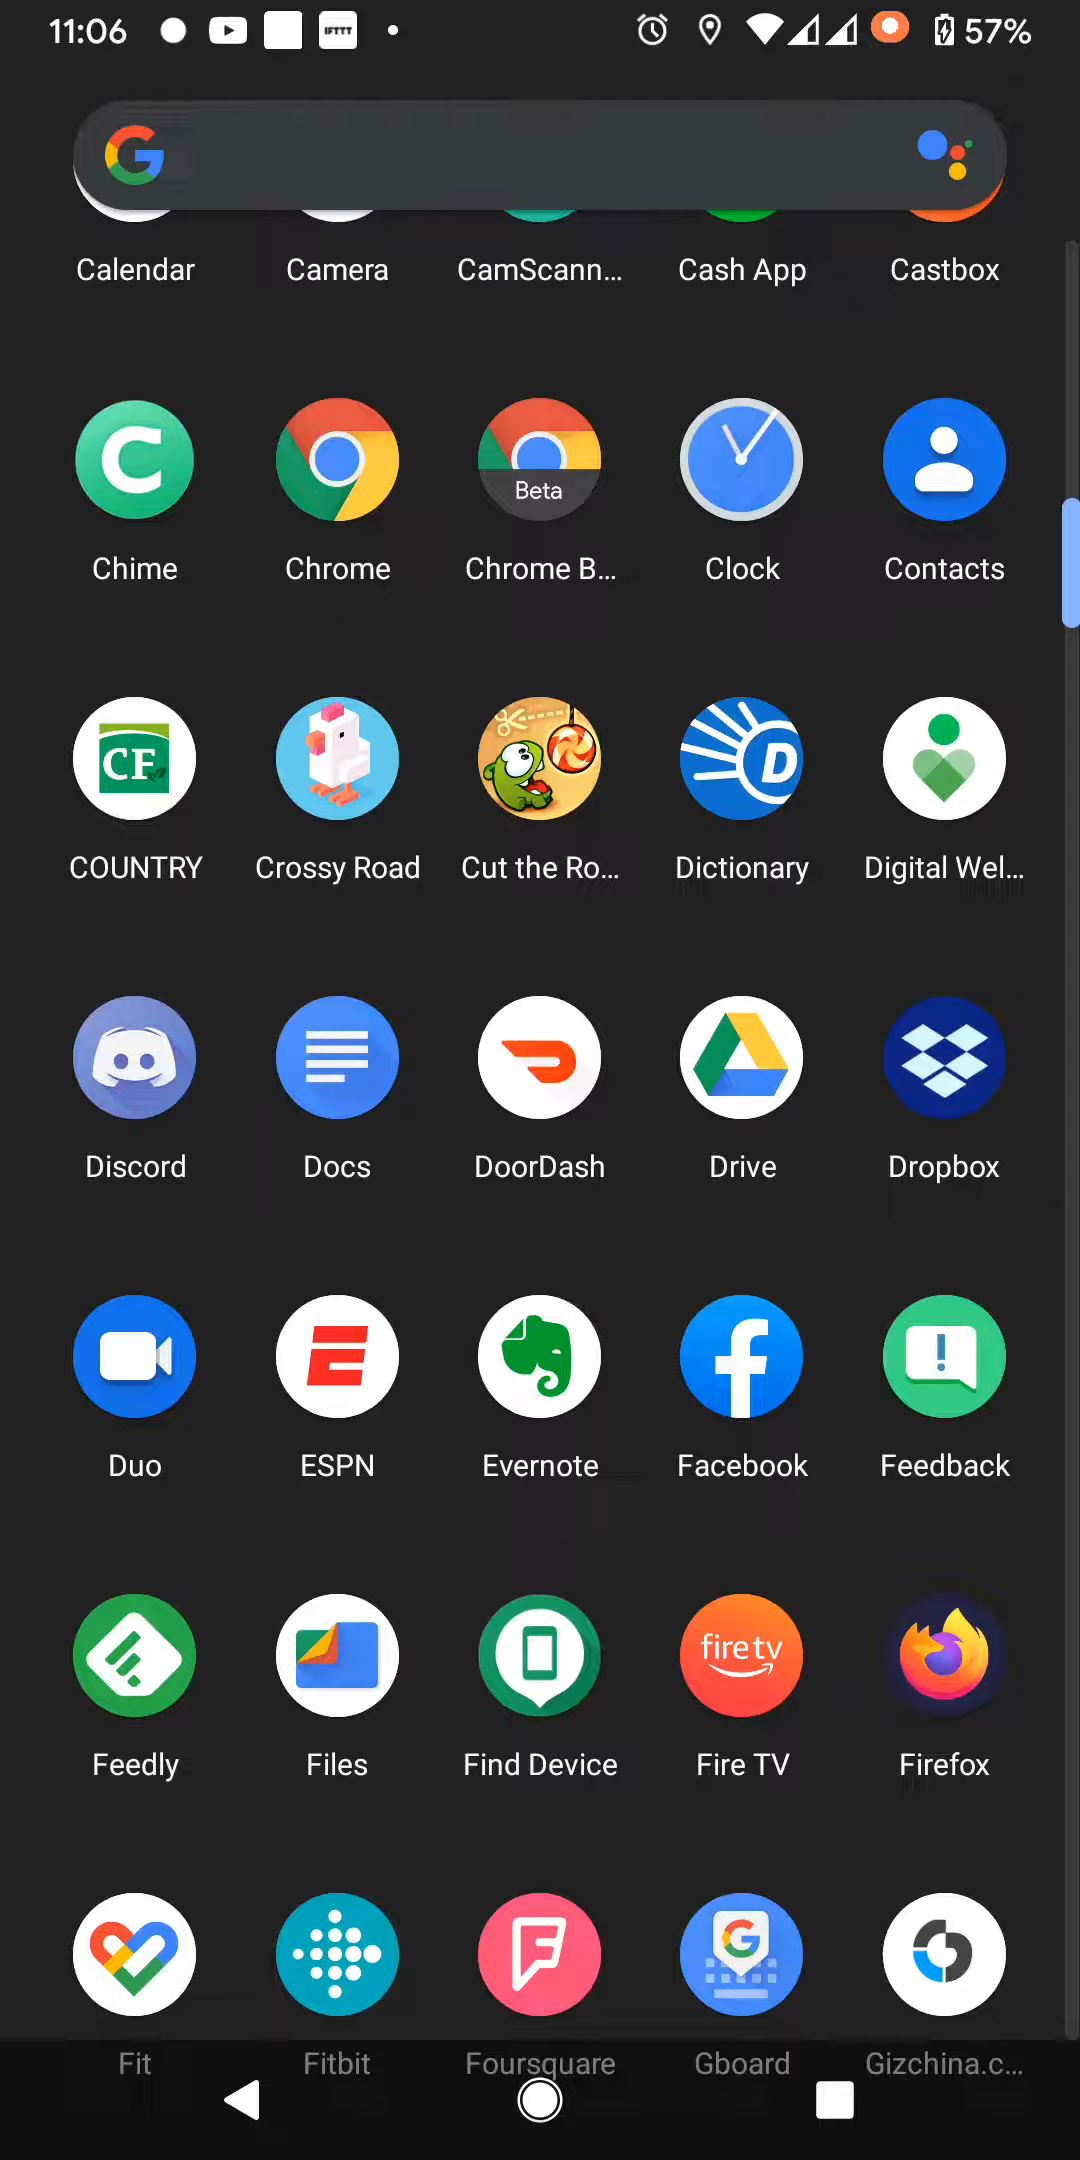 11:06 IFTTT 57%
Calendar Camera CamScann... Cash App Castbox
Beta
Chime Chrome Chrome B... Clock Contacts
CF
D
COUNTRY Crossy Road Cut the Ro... Dictionary Digital Wel...
Discord Docs DoorDash Drive Dropbox
Duo ESPN Evernote Facebook Feedback
firetv
Feedly Files Find Device Fire TV Firefox
Fit Fitbit Foursquare Gboard Gizchina.c...